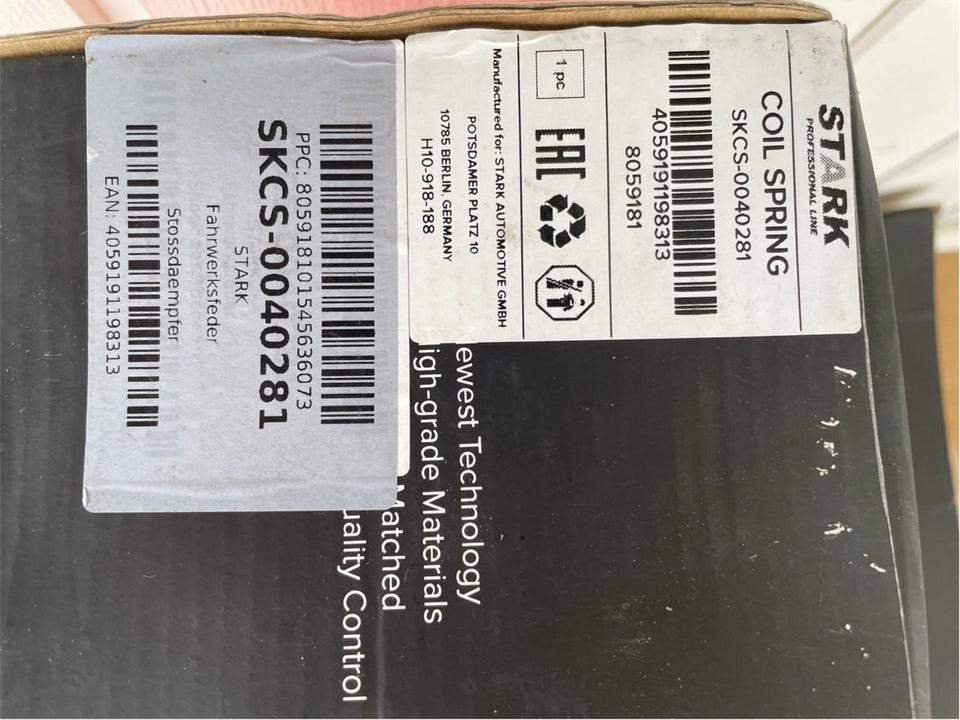 STARK
PROFESSIONAL LINE
COIL SPRING
SKCS-0040281
4059191198313
8059181
1 pc
EAC
Manufactured for: STARK AUTOMOTIVE GMBH
POTSDAMER PLATZ 10
10785 BERLIN, GERMANY
H10-918-188
PPC: 805918101545636073
SKCS-0040281
STARK
Fahrwerksfeder
Stossdaempfer
EAN: 4059191198313
ewest Technology
igh-grade Materials
Matched
uality Control